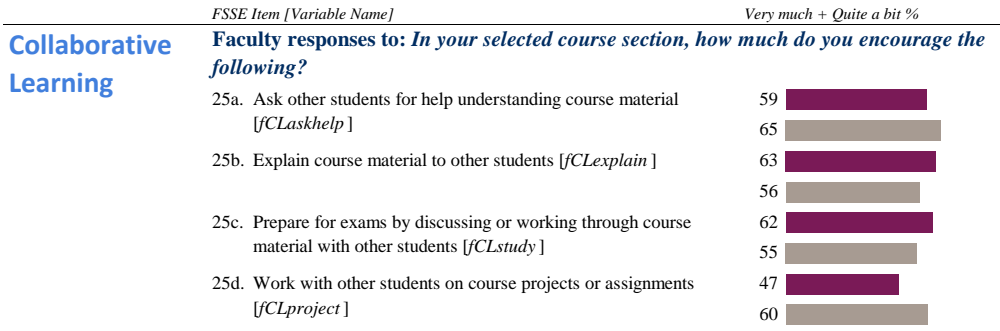 FSSE Item [Variable Name] Very much + Quite a bit %
Collaborative
Learning
Faculty responses to: In your selected course section, how much do you encourage the
following?
25a. Ask other students for help understanding course material
[fCLaskhelp ]
59
65
25b. Explain course material to other students [fCLexplain ]
63
56
25c. Prepare for exams by discussing or working through course
material with other students [fCLstudy ]
62
55
25d. Work with other students on course projects or assignments
[fCLproject ]
47
60